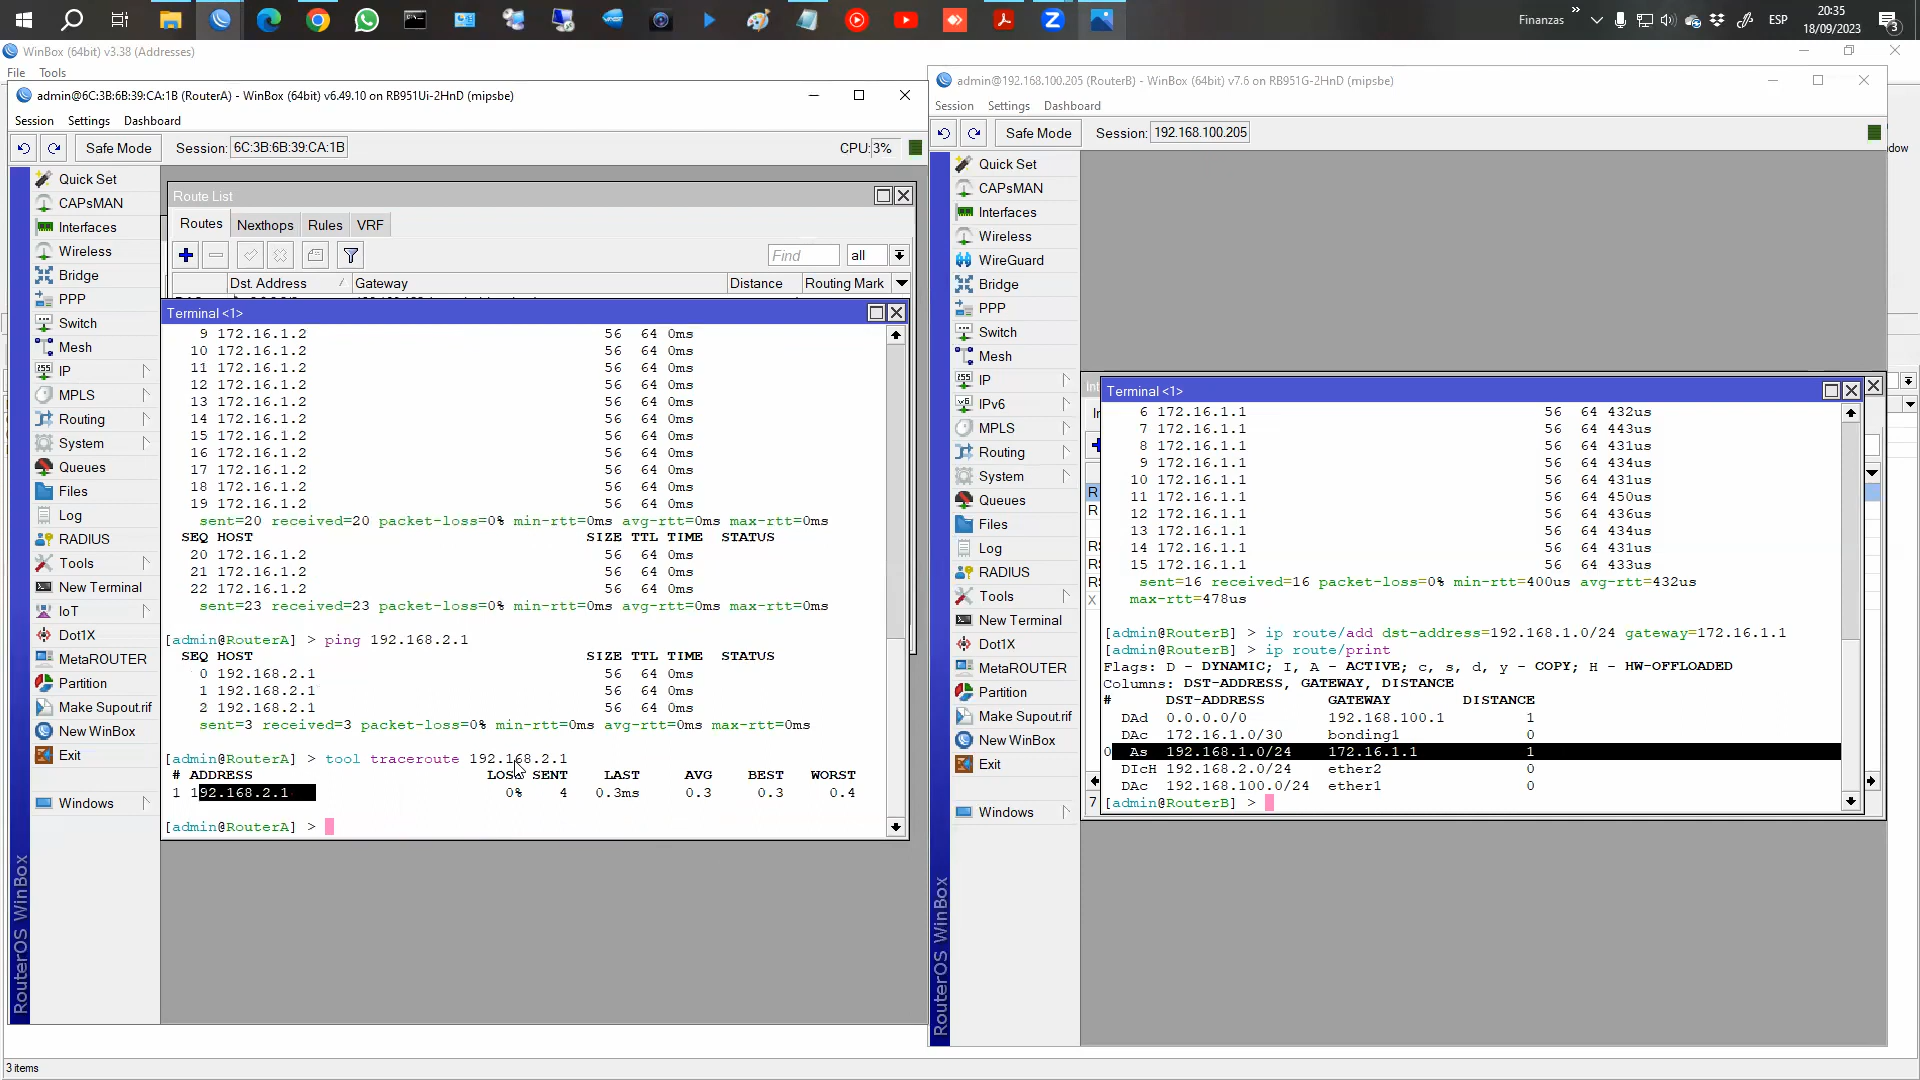 Finanzas
ESP
20:35
18/09/2023
3
WinBox (64bit) v3.38 (Addresses)
File Tools
admin@6C:3B:6B:39:CA:1B (RouterA) - WinBox (64bit) v6.49.10 on RB951Ui-2HnD (mipsbe)
Session Settings Dashboard
Safe Mode Session: 6C:3B:6B:39:CA:1B CPU: 3%
Quick Set
CAPsMAN
Interfaces
Wireless
Bridge
PPP
Switch
Mesh
IP
MPLS
Routing
System
Queues
Files
Log
RADIUS
Tools
New Terminal
IoT
Dot1X
MetaROUTER
Partition
Make Supout.rif
New WinBox
Exit
Windows
RouterOS WinBox
Route List
Routes Nexthops Rules VRF
Find all
Dst. Address / Gateway Distance Routing Mark
Terminal <1>
9 172.16.1.2 56 64 0ms
10 172.16.1.2 56 64 0ms
11 172.16.1.2 56 64 0ms
12 172.16.1.2 56 64 0ms
13 172.16.1.2 56 64 0ms
14 172.16.1.2 56 64 0ms
15 172.16.1.2 56 64 0ms
16 172.16.1.2 56 64 0ms
17 172.16.1.2 56 64 0ms
18 172.16.1.2 56 64 0ms
19 172.16.1.2 56 64 0ms
sent=20 received=20 packet-loss=0% min-rtt=0ms avg-rtt=0ms max-rtt=0ms
SEQ HOST SIZE TTL TIME STATUS
20 172.16.1.2 56 64 0ms
21 172.16.1.2 56 64 0ms
22 172.16.1.2 56 64 0ms
sent=23 received=23 packet-loss=0% min-rtt=0ms avg-rtt=0ms max-rtt=0ms
[admin@RouterA] > ping 192.168.2.1
SEQ HOST SIZE TTL TIME STATUS
0 192.168.2.1 56 64 0ms
1 192.168.2.1 56 64 0ms
2 192.168.2.1 56 64 0ms
sent=3 received=3 packet-loss=0% min-rtt=0ms avg-rtt=0ms max-rtt=0ms
[admin@RouterA] > tool traceroute 192.168.2.1
# ADDRESS LOSS SENT LAST AVG BEST WORST
1 192.168.2.1 0% 4 0.3ms 0.3 0.3 0.4
[admin@RouterA] >
3 items
admin@192.168.100.205 (RouterB) - WinBox (64bit) v7.6 on RB951G-2HnD (mipsbe)
Session Settings Dashboard
Safe Mode Session: 192.168.100.205
Quick Set
CAPsMAN
Interfaces
Wireless
WireGuard
Bridge
PPP
Switch
Mesh
IP
IPv6
MPLS
Routing
System
Queues
Files
Log
RADIUS
Tools
New Terminal
Dot1X
MetaROUTER
Partition
Make Supout.rif
New WinBox
Exit
Windows
RouterOS WinBox
Terminal <1>
6 172.16.1.1 56 64 432us
7 172.16.1.1 56 64 443us
8 172.16.1.1 56 64 431us
9 172.16.1.1 56 64 434us
10 172.16.1.1 56 64 431us
11 172.16.1.1 56 64 450us
12 172.16.1.1 56 64 436us
13 172.16.1.1 56 64 434us
14 172.16.1.1 56 64 431us
15 172.16.1.1 56 64 433us
sent=16 received=16 packet-loss=0% min-rtt=400us avg-rtt=432us
max-rtt=478us
[admin@RouterB] > ip route/add dst-address=192.168.1.0/24 gateway=172.16.1.1
[admin@RouterB] > ip route/print
Flags: D - DYNAMIC; I, A - ACTIVE; c, s, d, y - COPY; H - HW-OFFLOADED
Columns: DST-ADDRESS, GATEWAY, DISTANCE
# DST-ADDRESS GATEWAY DISTANCE
DAd 0.0.0.0/0 192.168.100.1 1
DAc 172.16.1.0/30 bonding1 0
0 As 192.168.1.0/24 172.16.1.1 1
DIcH 192.168.2.0/24 ether2 0
DAc 192.168.100.0/24 ether1 0
[admin@RouterB] >